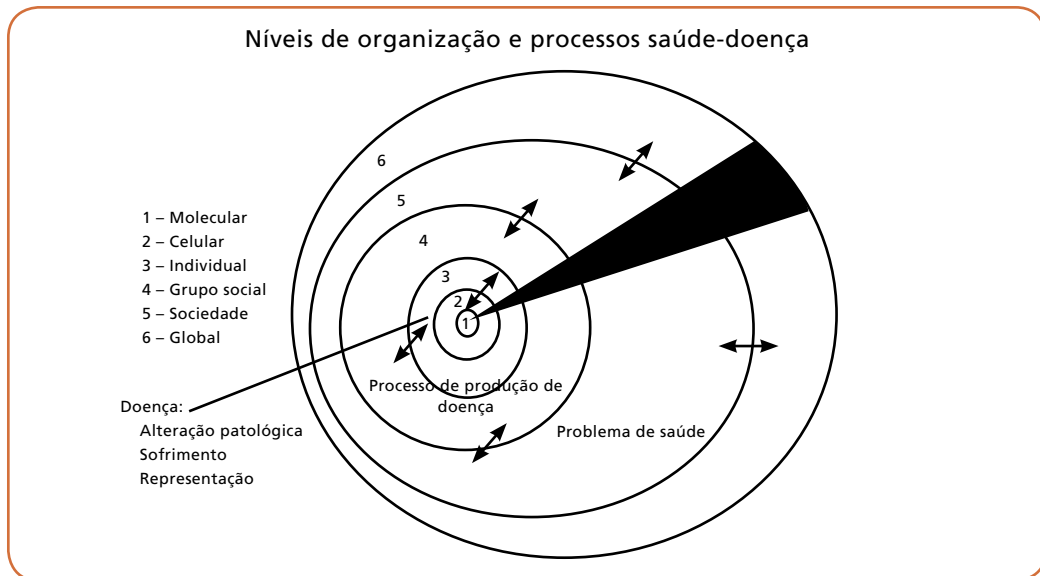 Níveis de organização e processos saúde-doença
6
5
4
3
2
1
1 – Molecular
2 – Celular
3 – Individual
4 – Grupo social
5 – Sociedade
6 – Global
Processo de produção de
doença
Problema de saúde
Doença:
Alteração patológica
Sofrimento
Representação